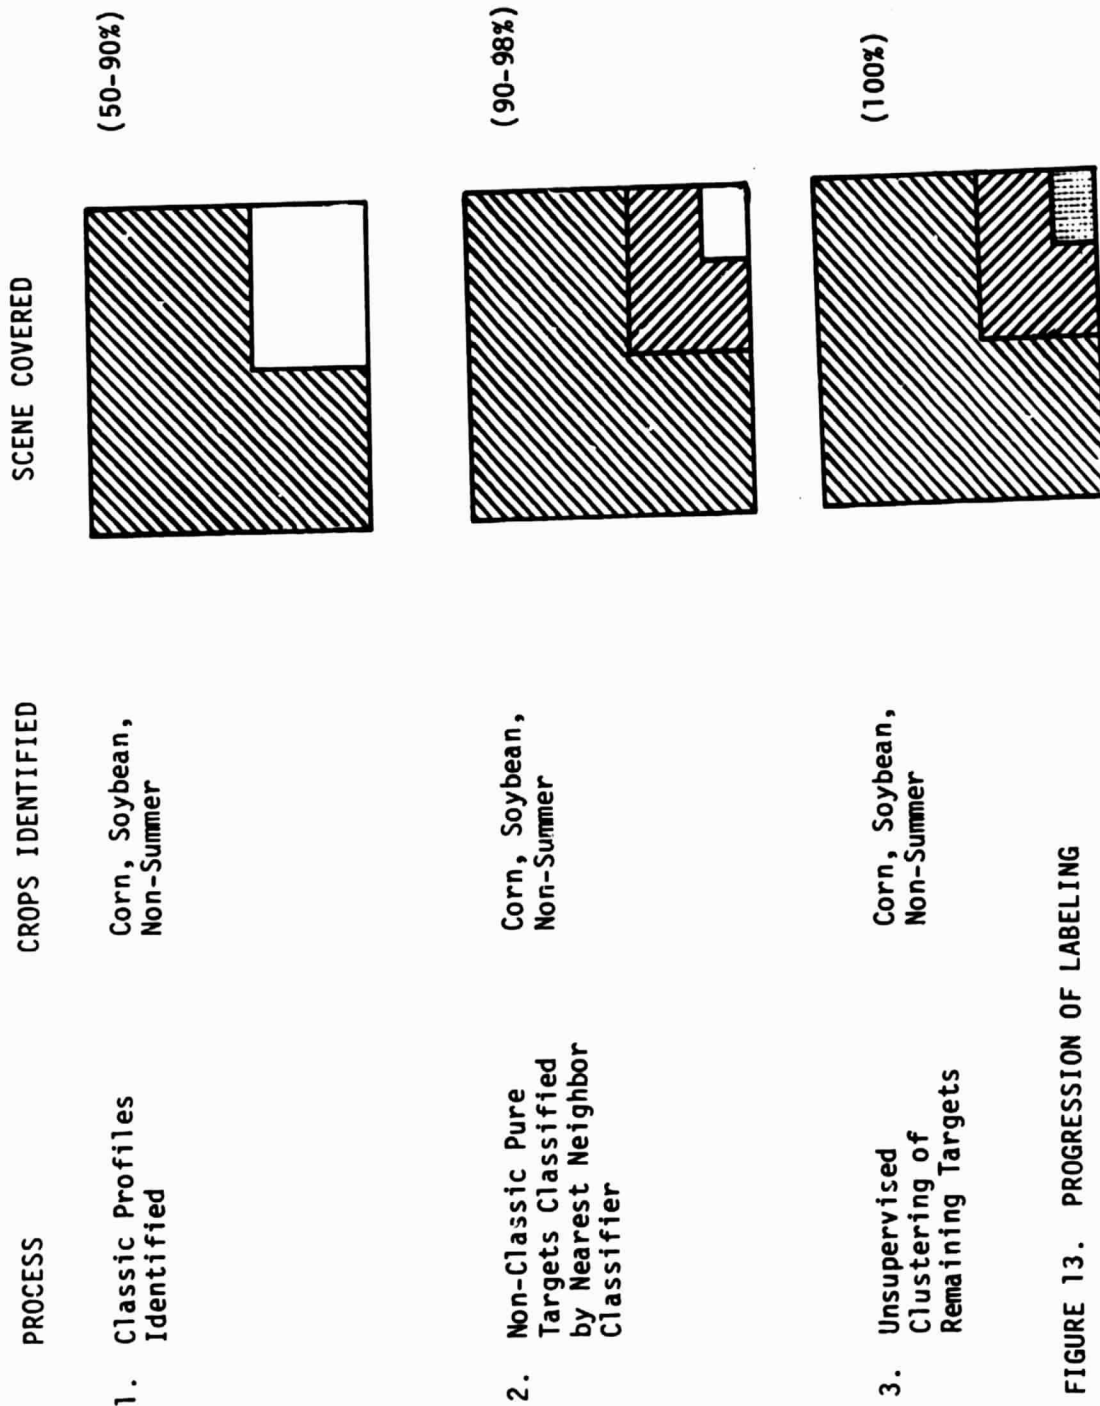 PROCESS CROPS IDENTIFIED SCENE COVERED
1. Classic Profiles Corn, Soybean, (50-90%)
Identified Non-Summer
2. Non-Classic Pure Corn, Soybean, (90-98%)
Targets Classified Non-Summer
by Nearest Neighbor
Classifier
3. Unsupervised Corn, Soybean, (100%)
Clustering of Non-Summer
Remaining Targets
FIGURE 13. PROGRESSION OF LABELING